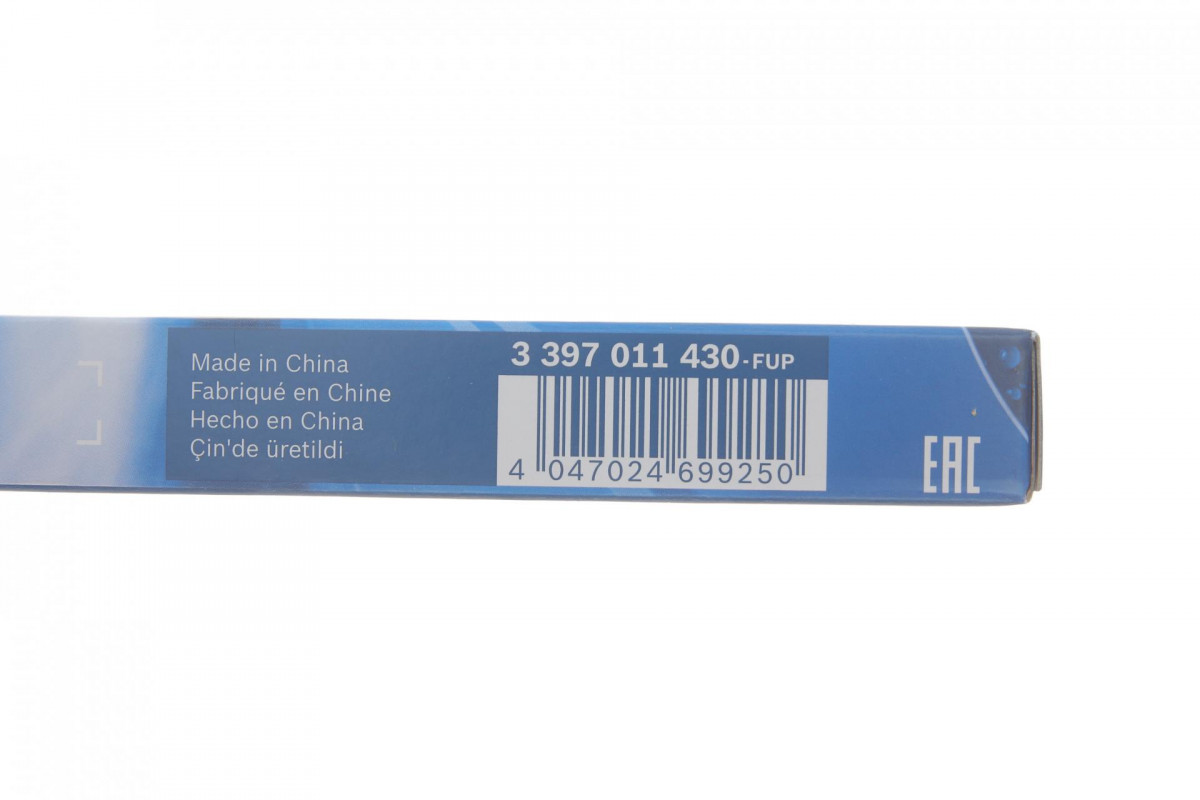 Made in China
Fabriqué en Chine
Hecho en China
Çin'de üretildi
3 397 011 430-FUP
4 047024 699250
EAC